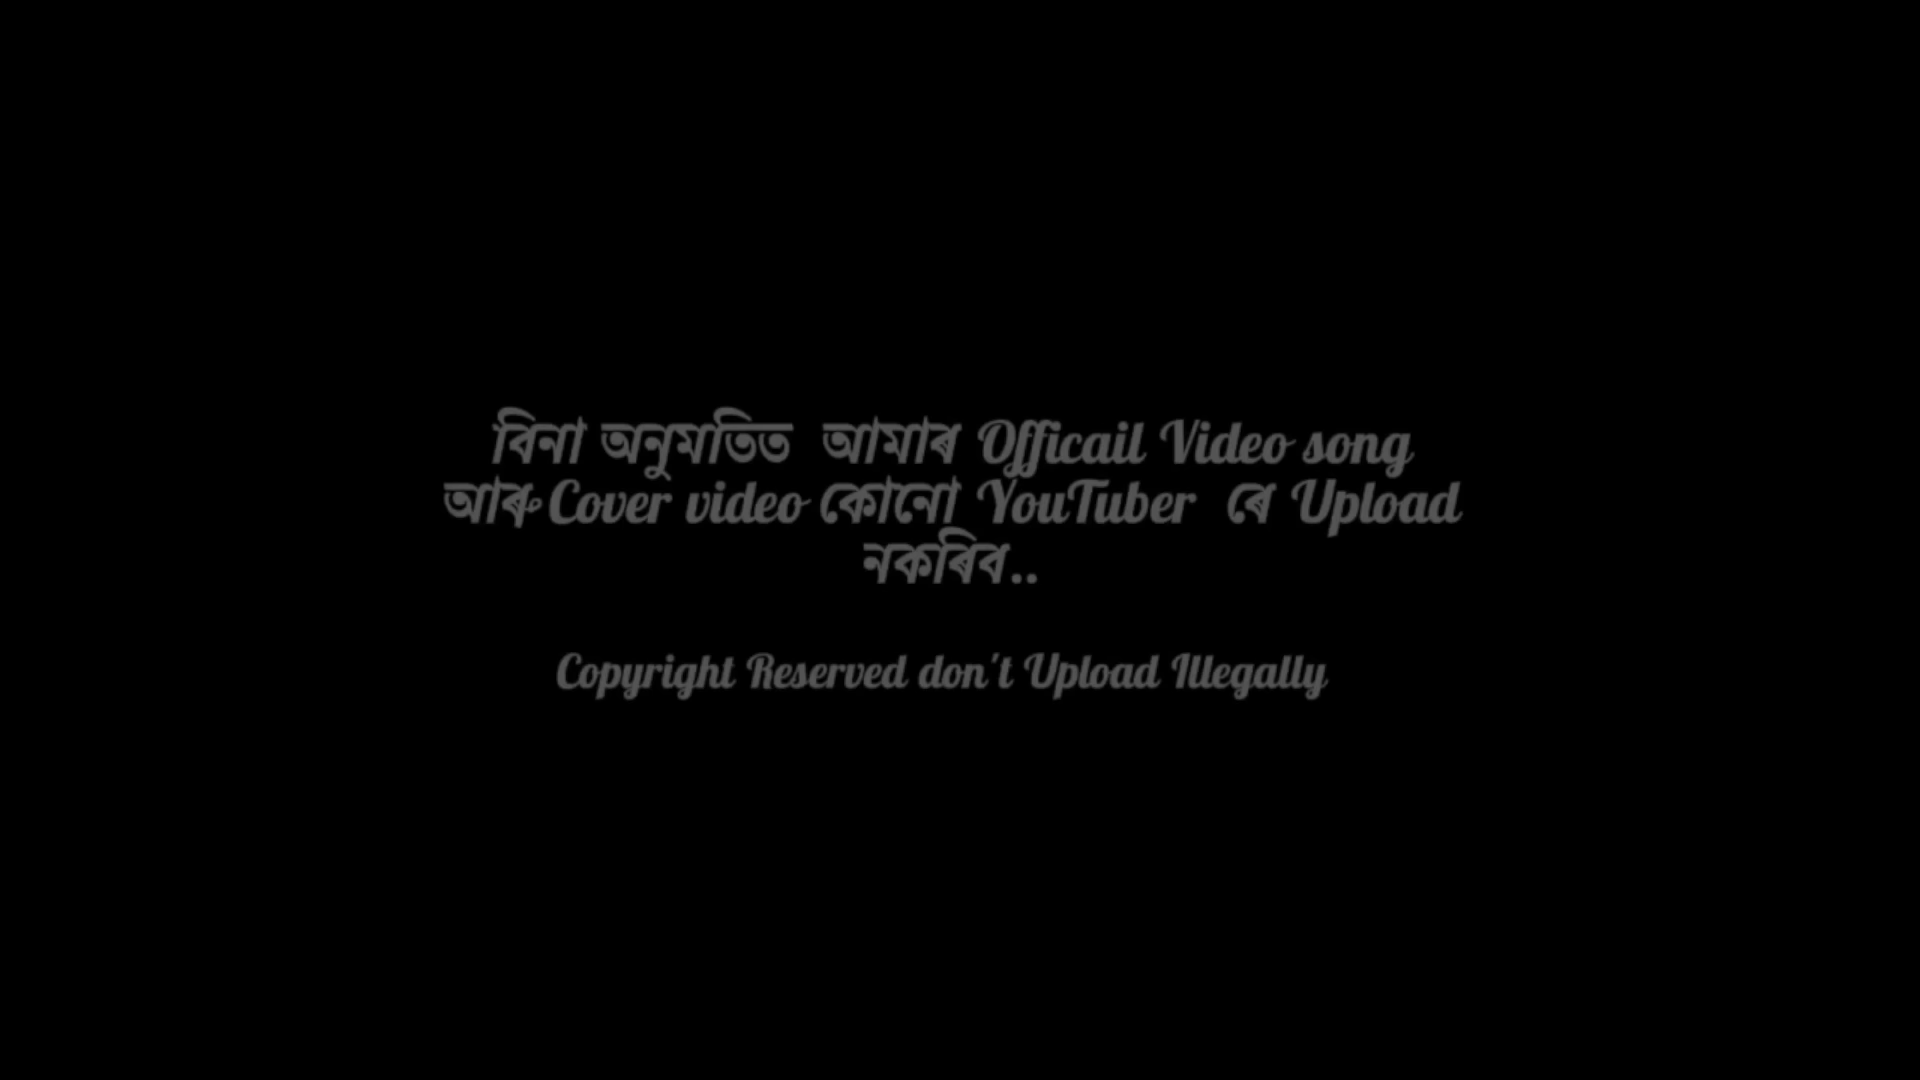 বিনা অনুমতিত আমাৰ Officail Video song
আৰু Cover video কোনো YouTuber ৰে Upload
নকৰিব..
Copyright Reserved don't Upload Illegally